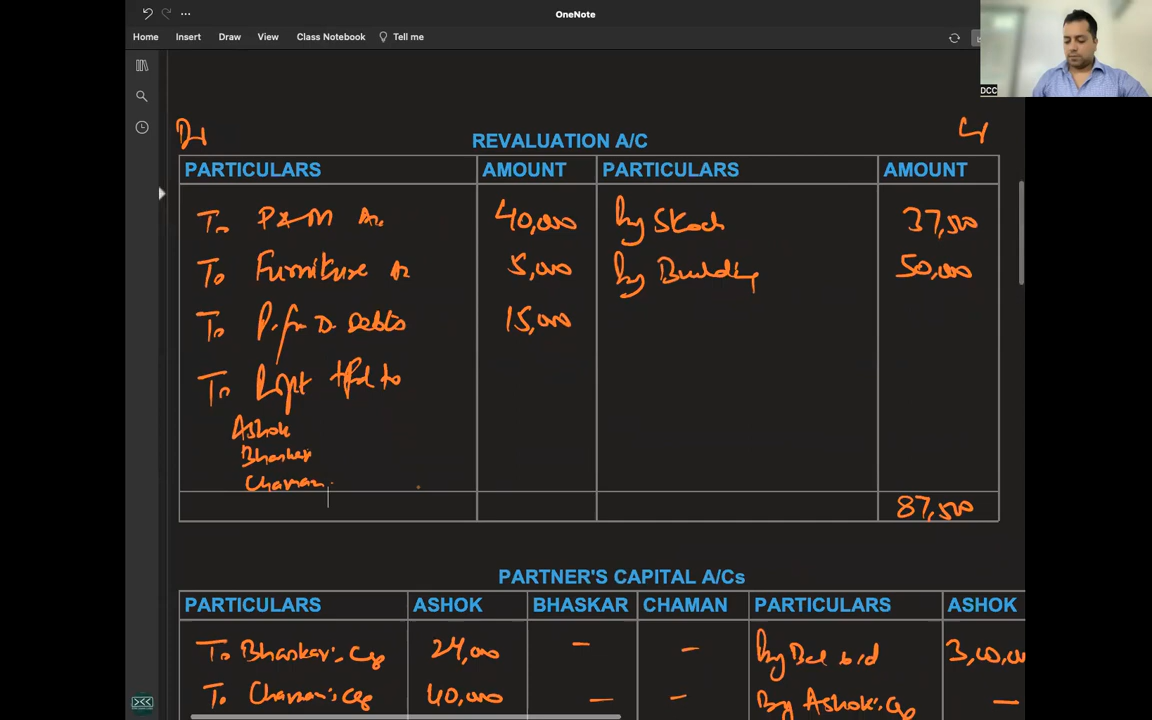 OneNote
Home Insert Draw View Class Notebook Tell me
DCC
Dr Cr
REVALUATION A/C
PARTICULARS AMOUNT PARTICULARS AMOUNT
To P&M A/c 40,000 by Stock 37,500
To Furniture A/c 5,000 by Building 50,000
To P. for D. Debts 15,000
To Profit tfd to
Ashok
Bhaskar
Chaman
87,500
PARTNER'S CAPITAL A/Cs
PARTICULARS ASHOK BHASKAR CHAMAN PARTICULARS ASHOK
To Bhaskar's Cap 24,000 - - by Bal b/d 3,00,00
To Chaman's Cap 40,000 - - By Ashok's Cap -